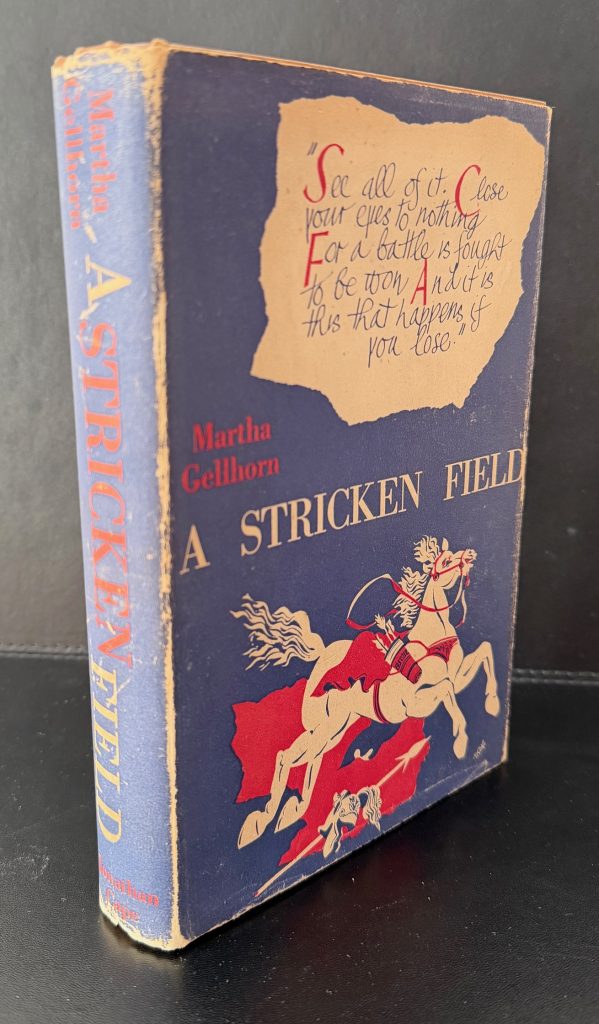 Martha
Gellhorn
A STRICKEN FIELD
Jonathan
Cape
"See all of it. Close
your eyes to nothing
For a battle is fought
to be won And it is
this that happens if
you lose."
Martha
Gellhorn
A STRICKEN FIELD